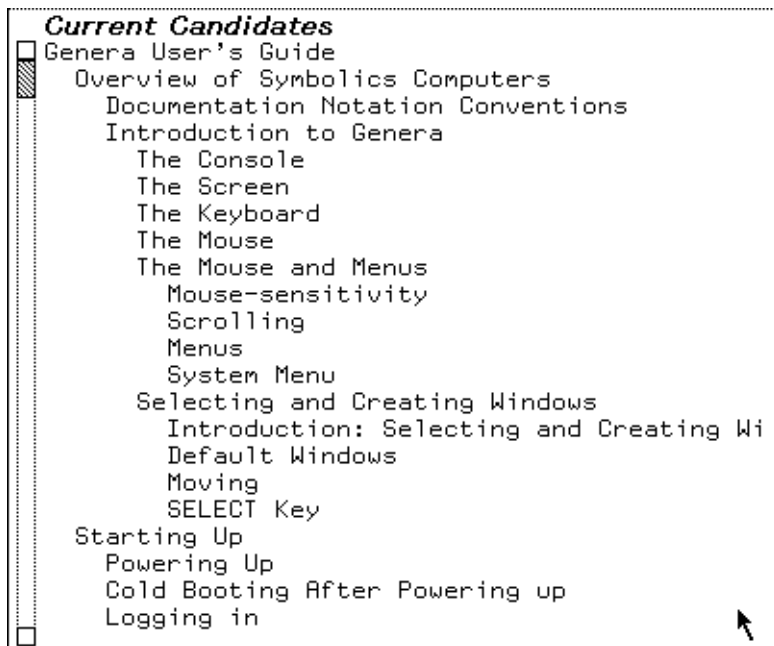 Current Candidates
Genera User's Guide
Overview of Symbolics Computers
Documentation Notation Conventions
Introduction to Genera
The Console
The Screen
The Keyboard
The Mouse
The Mouse and Menus
Mouse-sensitivity
Scrolling
Menus
System Menu
Selecting and Creating Windows
Introduction: Selecting and Creating Wi
Default Windows
Moving
SELECT Key
Starting Up
Powering Up
Cold Booting After Powering up
Logging in